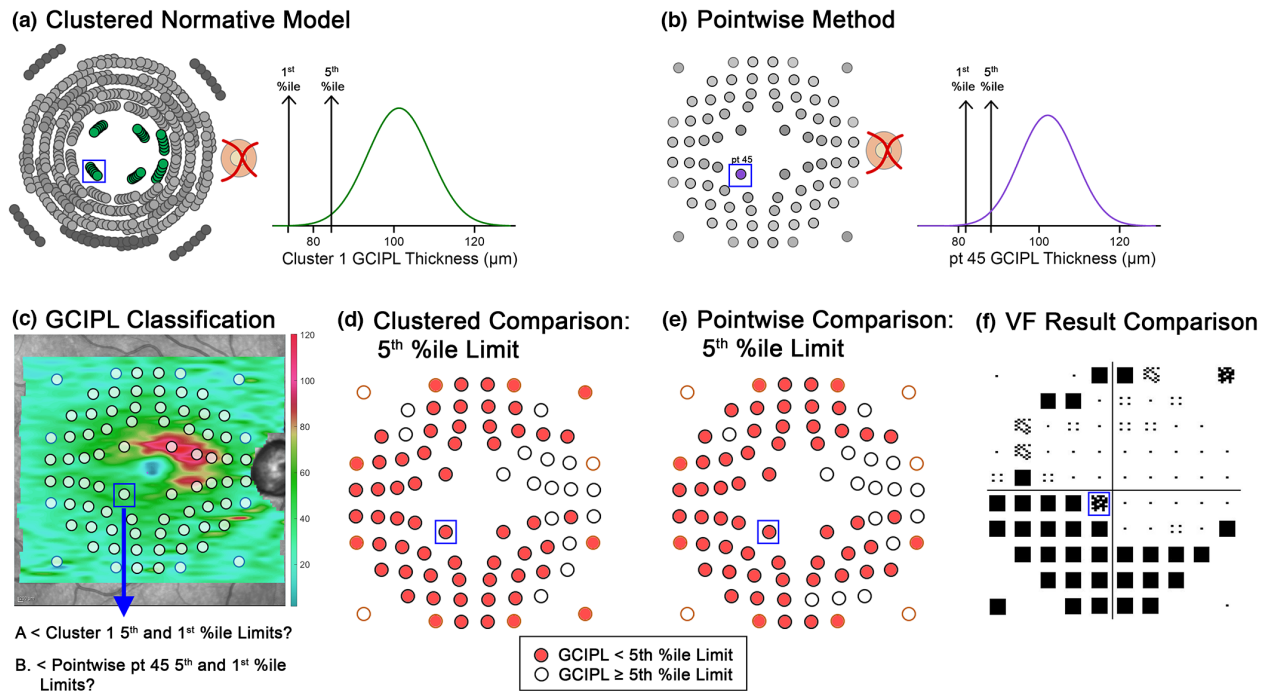 (a) Clustered Normative Model
1st %ile
5th %ile
80 100 120
Cluster 1 GCIPL Thickness (µm)
(b) Pointwise Method
pt 45
1st %ile
5th %ile
80 100 120
pt 45 GCIPL Thickness (µm)
(c) GCIPL Classification
120
100
80
60
40
20
A < Cluster 1 5th and 1st %ile Limits?
B. < Pointwise pt 45 5th and 1st %ile
Limits?
(d) Clustered Comparison:
5th %ile Limit
(e) Pointwise Comparison:
5th %ile Limit
GCIPL < 5th %ile Limit
GCIPL ≥ 5th %ile Limit
(f) VF Result Comparison